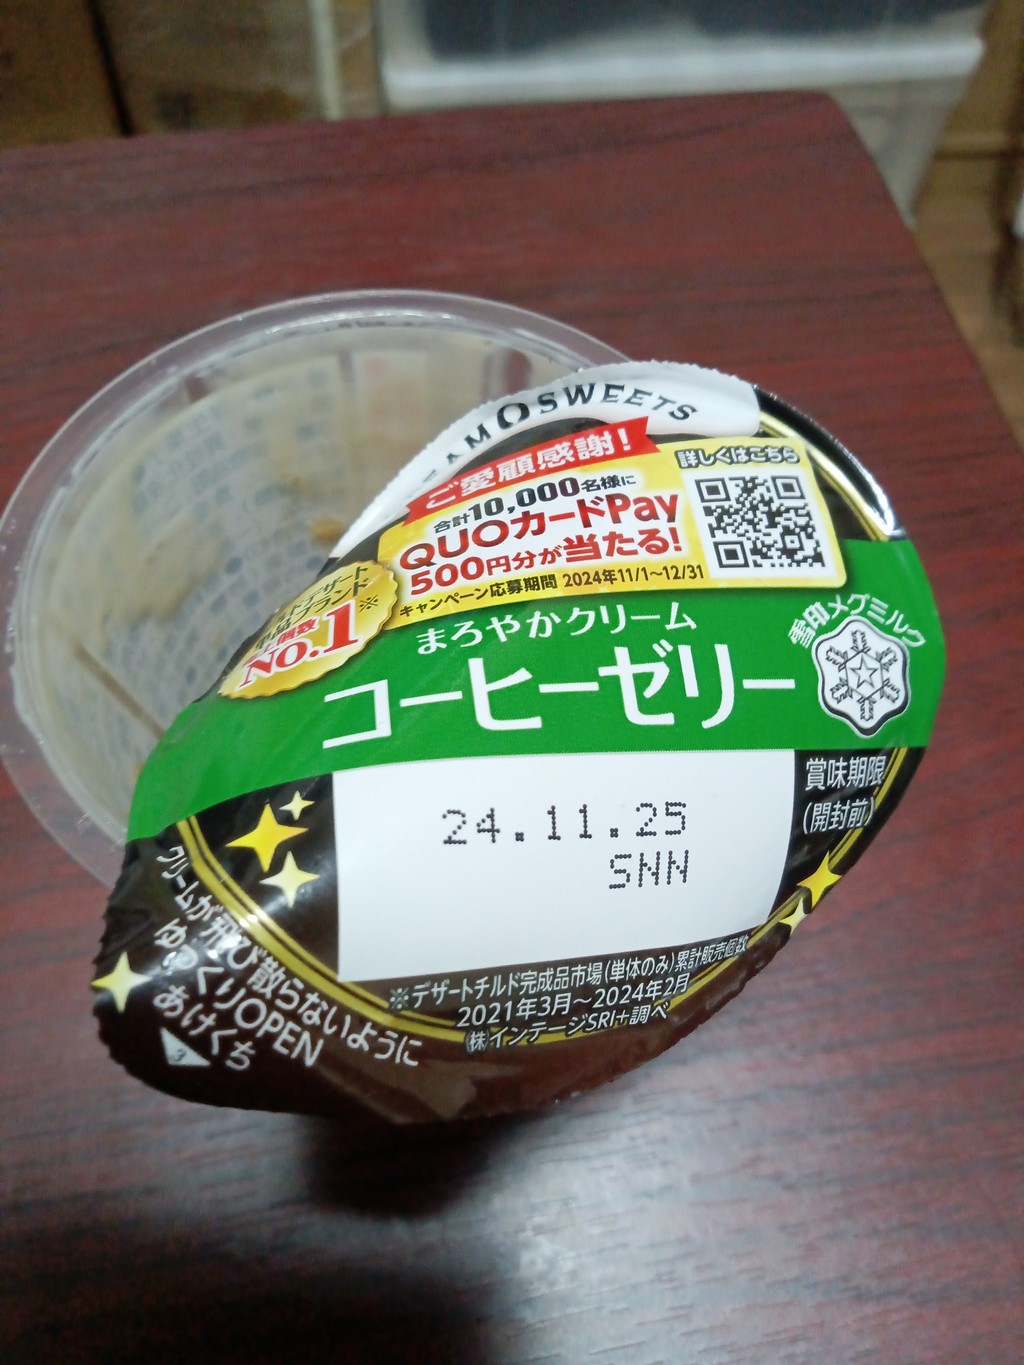 SWEETS
ご愛顧感謝!
合計10,000名様に
QUOカードPay
500円分が当たる!
キャンペーン応募期間 2024年11/1〜12/31
詳しくはこちら
個数
NO.1※
まろやかクリーム
コーヒーゼリー
雪印メグミルク
賞味期限
(開封前)
24.11.25
SNN
※デザートチルド完成品市場(単体のみ)累計販売個数
2021年3月〜2024年2月
㈱インテージSRI+調べ
クリームが飛び散らないように
ゆっくりOPEN
あけくち